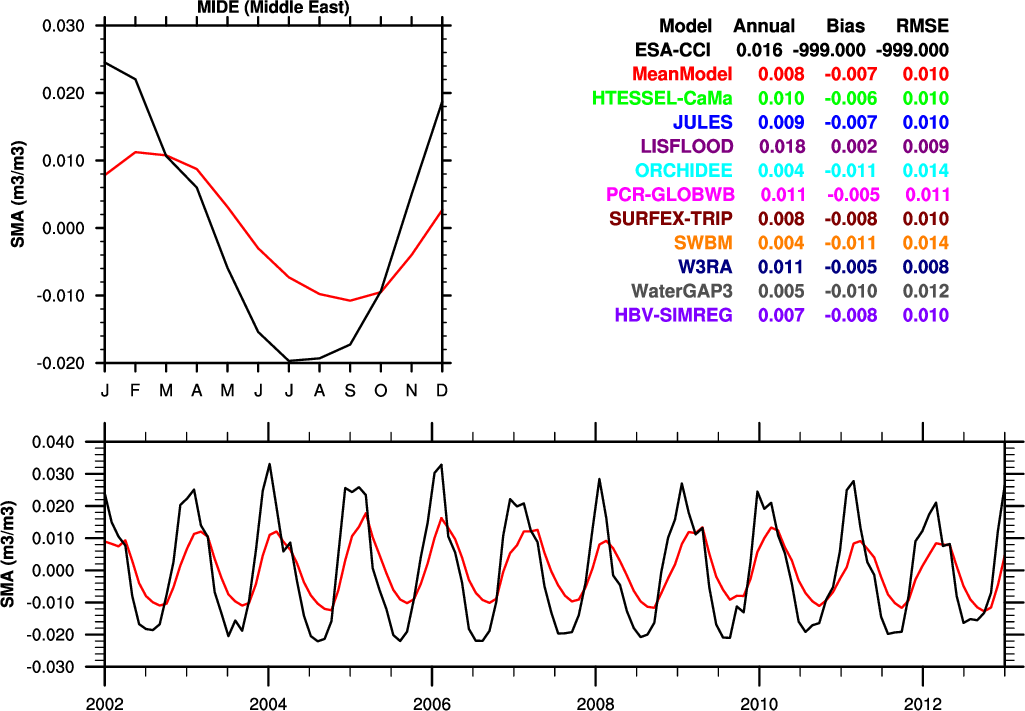 MIDE (Middle East)
0.030
0.020
0.010
0.000
-0.010
-0.020
SMA (m3/m3)
J F M A M J J A S O N D
Model Annual Bias RMSE
ESA-CCI 0.016 -999.000 -999.000
MeanModel 0.008 -0.007 0.010
HTESSEL-CaMa 0.010 -0.006 0.010
JULES 0.009 -0.007 0.010
LISFLOOD 0.018 0.002 0.009
ORCHIDEE 0.004 -0.011 0.014
PCR-GLOBWB 0.011 -0.005 0.011
SURFEX-TRIP 0.008 -0.008 0.010
SWBM 0.004 -0.011 0.014
W3RA 0.011 -0.005 0.008
WaterGAP3 0.005 -0.010 0.012
HBV-SIMREG 0.007 -0.008 0.010
0.040
0.030
0.020
0.010
0.000
-0.010
-0.020
-0.030
SMA (m3/m3)
2002 2004 2006 2008 2010 2012